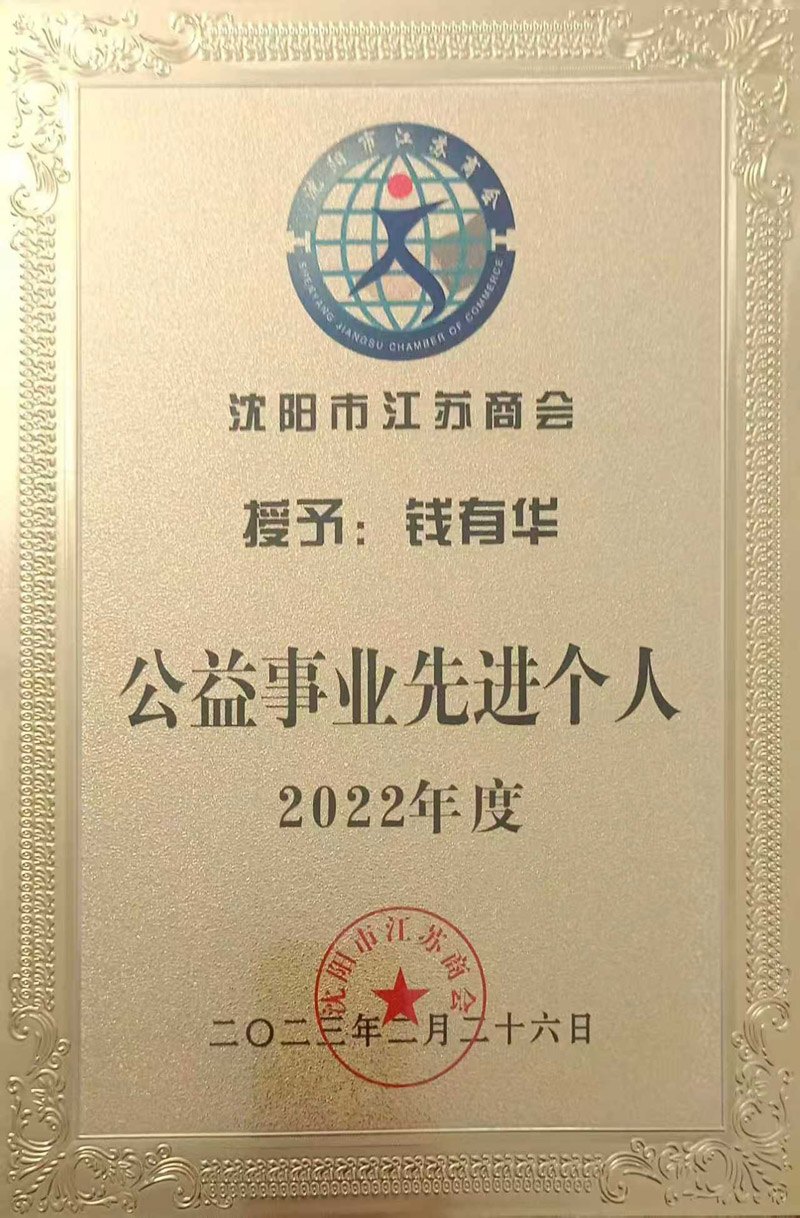 沈阳市江苏商会
SHENYANG JIANGSU CHAMBER OF COMMERCE
沈阳市江苏商会
授予：钱有华
公益事业先进个人
2022年度
沈阳市江苏商会
二〇二三年二月二十六日